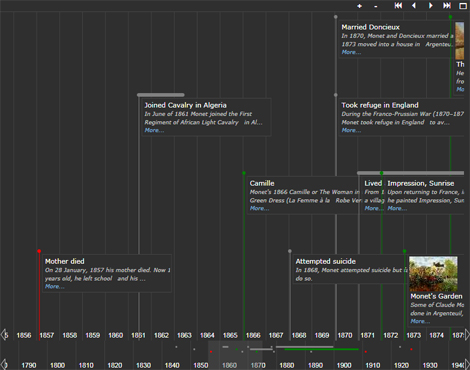 + -
Married Doncieux
In 1870, Monet and Doncieux married a
1873 moved into a house in Argenteu
More...
Th
He
fro
More
Joined Cavalry in Algeria
In June of 1861 Monet joined the First
Regiment of African Light Cavalry in Al...
More...
Took refuge in England
During the Franco-Prussian War (1870–187
Monet took refuge in England to av...
More...
Camille
Monet's 1866 Camille or The Woman in
Green Dress (La Femme à la Robe Ver
More...
Lived
From 1
a villag
More...
Impression, Sunrise
Upon returning to France,
he painted Impression, Sun
More...
Mother died
On 28 January, 1857 his mother died. Now 1
years old, he left school and his ...
More...
Attempted suicide
In 1868, Monet attempted suicide but
do so.
More...
Monet's Garden
Some of Claude Mo
done in Argenteuil,
More...
5 1856 1857 1858 1859 1860 1861 1862 1863 1864 1865 1866 1867 1868 1869 1870 1871 1872 1873 1874 187
0 1790 1800 1810 1820 1830 1840 1850 1860 1870 1880 1890 1900 1910 1920 1930 194